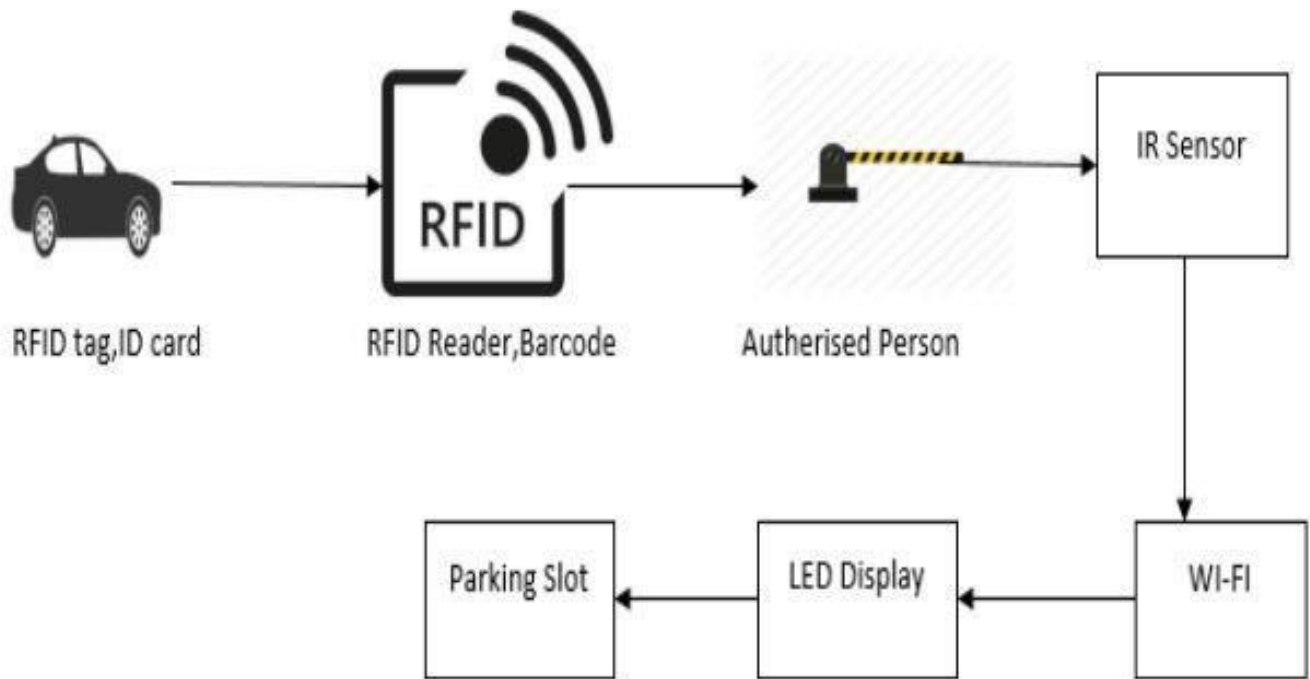 IR Sensor
RFID
RFID tag,ID card
RFID Reader,Barcode
Autherised Person
Parking Slot
LED Display
WI-FI